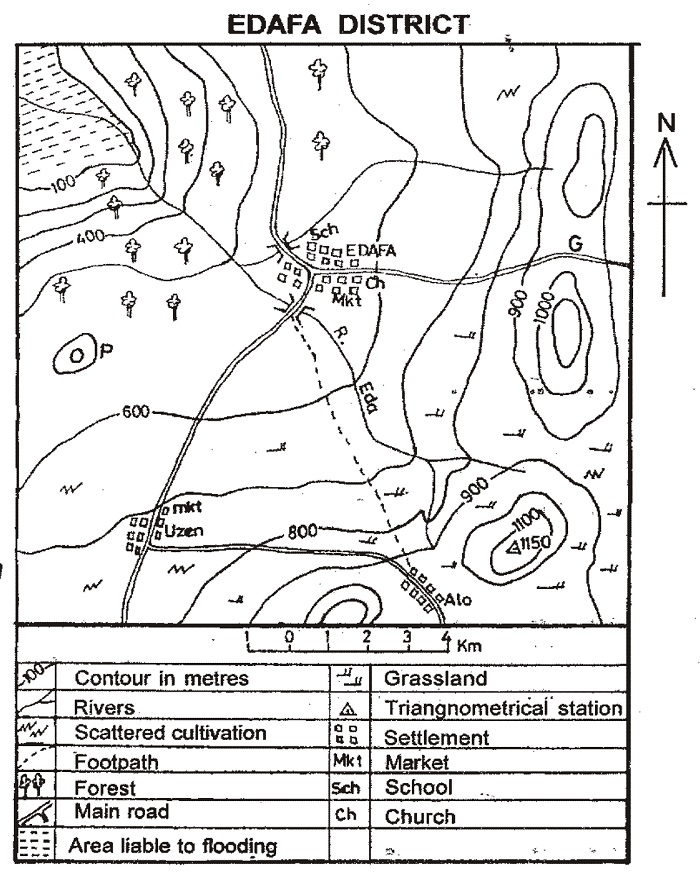 EDAFA DISTRICT
N
100
400
Sch
EDAFA
G
Ch
Mkt
900
1000
R.
Eda
P
600
900
mkt
Uzen
800
1100
1150
Alo
1 0 1 2 3 4 Km
100 Contour in metres Grassland
Rivers Triangnometrical station
Scattered cultivation Settlement
Footpath Mkt Market
Forest Sch School
Main road Ch Church
Area liable to flooding